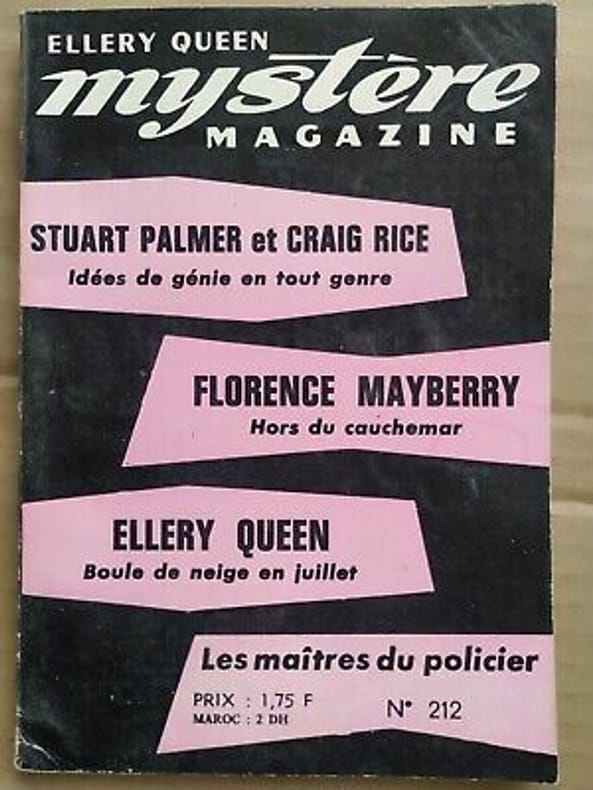 ELLERY QUEEN
mystère
MAGAZINE
STUART PALMER et CRAIG RICE
Idées de génie en tout genre
FLORENCE MAYBERRY
Hors du cauchemar
ELLERY QUEEN
Boule de neige en juillet
Les maîtres du policier
PRIX : 1,75 F
MAROC : 2 DH
N° 212